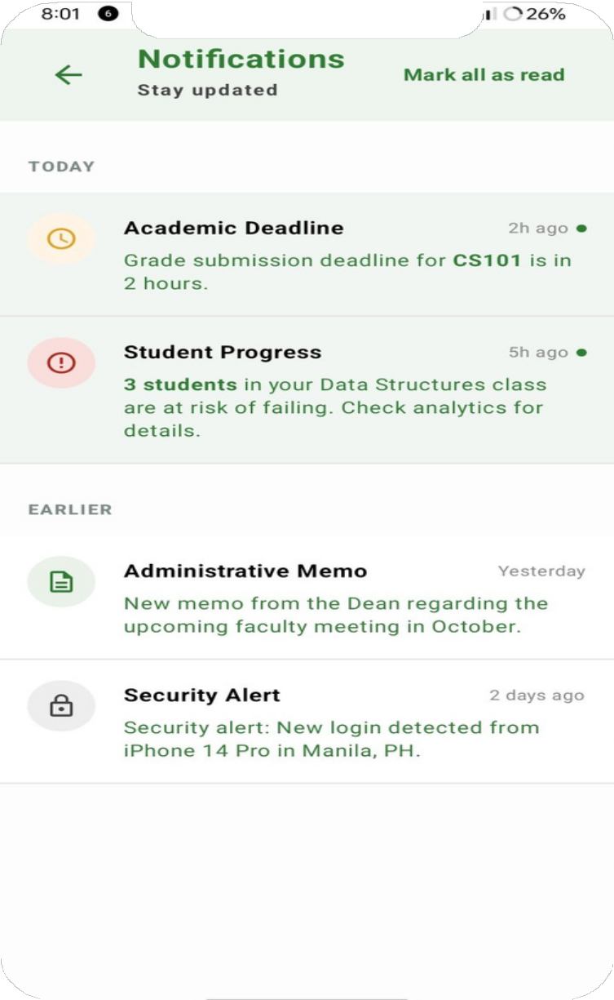 8:01 6 26%
Notifications
Stay updated
Mark all as read
TODAY
Academic Deadline 2h ago
Grade submission deadline for CS101 is in
2 hours.
Student Progress 5h ago
3 students in your Data Structures class
are at risk of failing. Check analytics for
details.
EARLIER
Administrative Memo Yesterday
New memo from the Dean regarding the
upcoming faculty meeting in October.
Security Alert 2 days ago
Security alert: New login detected from
iPhone 14 Pro in Manila, PH.